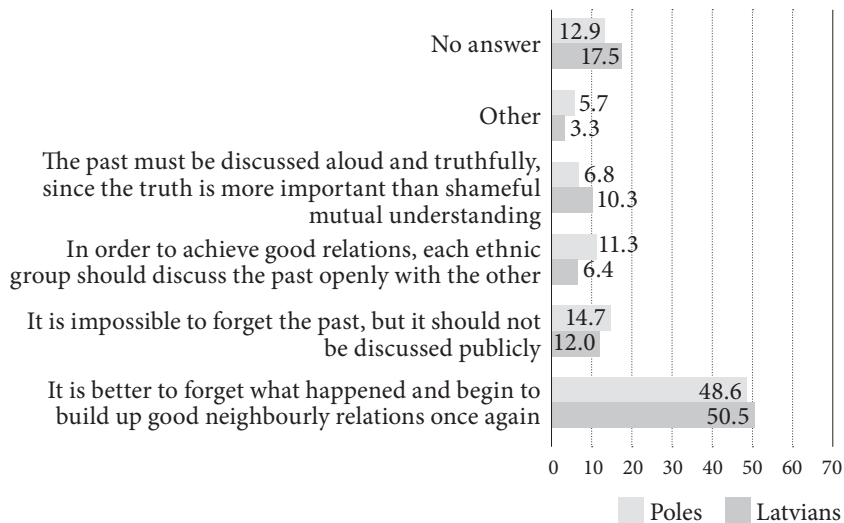 No answer
12.9
17.5
Other
5.7
3.3
The past must be discussed aloud and truthfully,
since the truth is more important than shameful
mutual understanding
6.8
10.3
In order to achieve good relations, each ethnic
group should discuss the past openly with the other
11.3
6.4
It is impossible to forget the past, but it should not
be discussed publicly
14.7
12.0
It is better to forget what happened and begin to
build up good neighbourly relations once again
48.6
50.5
0 10 20 30 40 50 60 70
Poles Latvians